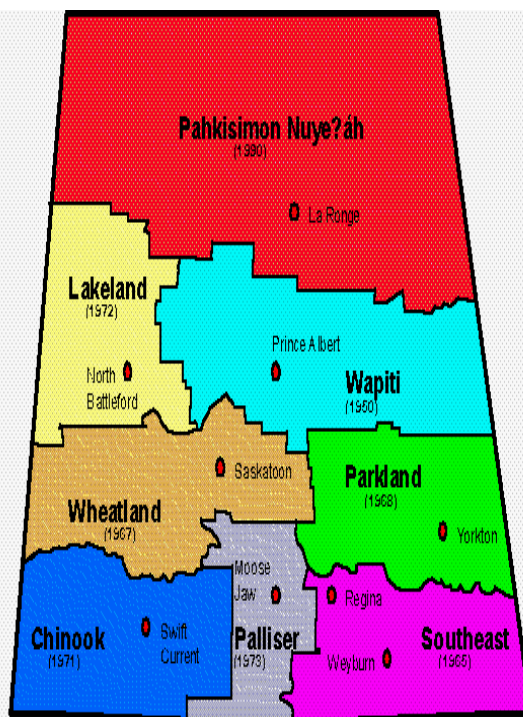 Pahkisimon Nuye?áh
(1990)
La Ronge
Lakeland
(1972)
Prince Albert
North
Battleford
Wapiti
(1950)
Saskatoon
Parkland
(1968)
Wheatland
(1967)
Yorkton
Moose
Jaw
Regina
Chinook
(1971)
Swift
Current
Palliser
(1973)
Weyburn
Southeast
(1965)